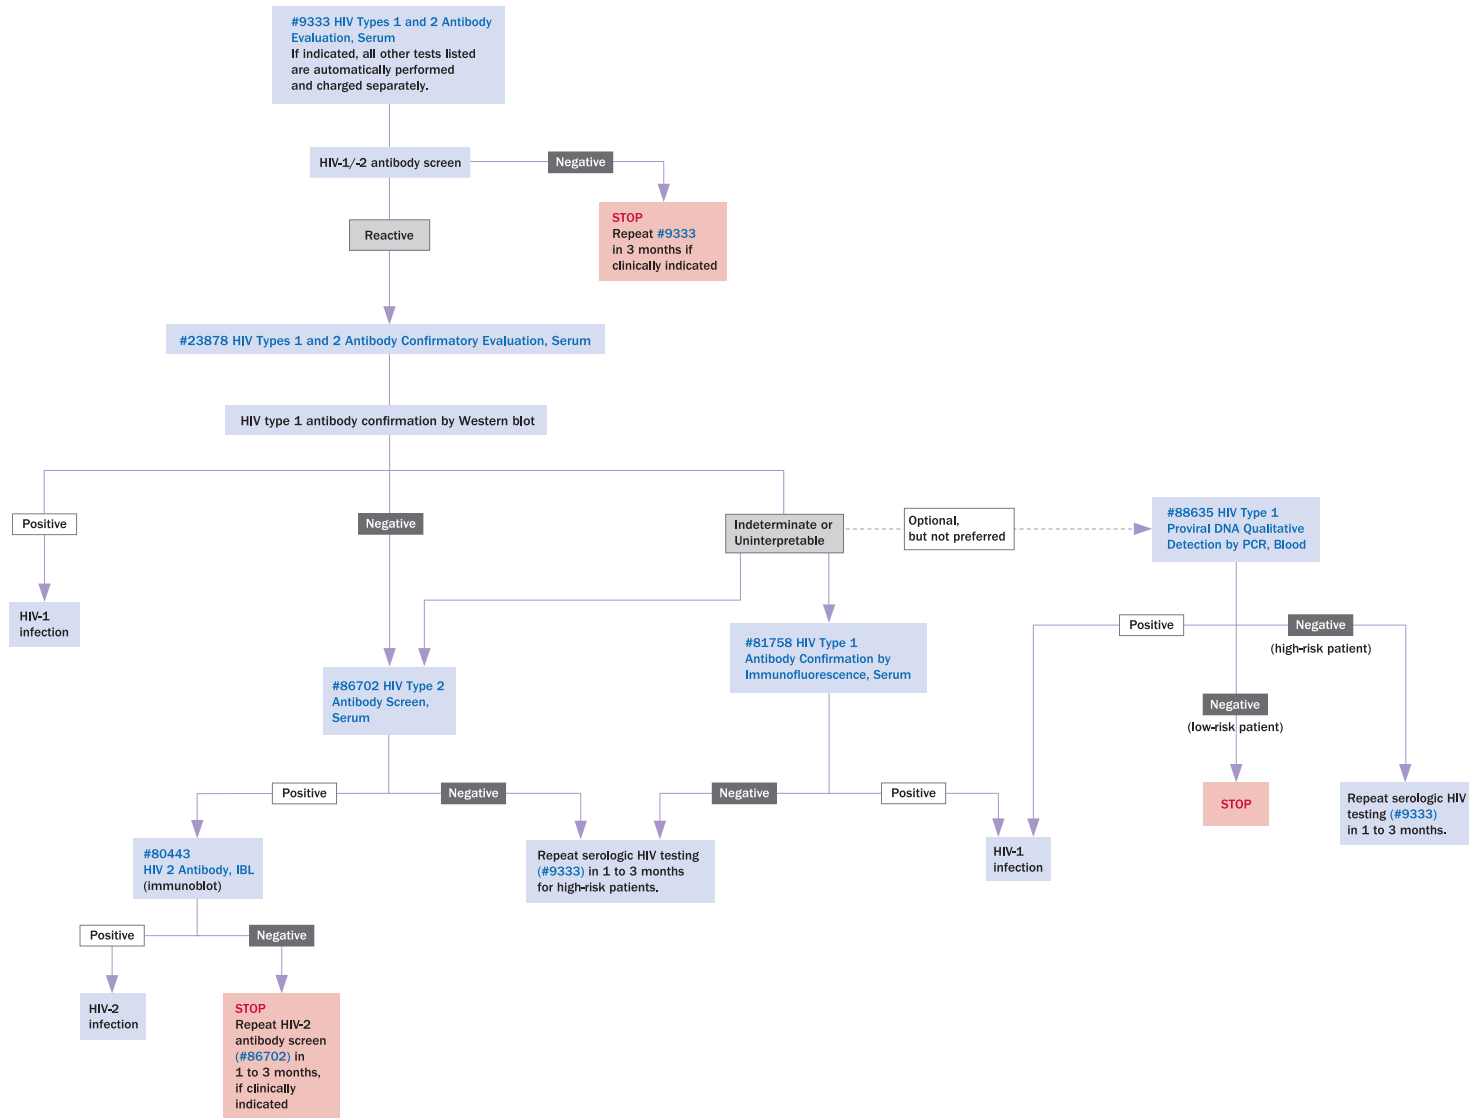 #9333 HIV Types 1 and 2 Antibody
Evaluation, Serum
If indicated, all other tests listed
are automatically performed
and charged separately.
HIV-1/-2 antibody screen
Negative
STOP
Repeat #9333
in 3 months if
clinically indicated
Reactive
#23878 HIV Types 1 and 2 Antibody Confirmatory Evaluation, Serum
HIV type 1 antibody confirmation by Western blot
Positive
Negative
Indeterminate or
Uninterpretable
Optional,
but not preferred
#88635 HIV Type 1
Proviral DNA Qualitative
Detection by PCR, Blood
HIV-1
infection
#86702 HIV Type 2
Antibody Screen,
Serum
#81758 HIV Type 1
Antibody Confirmation by
Immunofluorescence, Serum
Positive
Negative
(high-risk patient)
Negative
(low-risk patient)
Positive
Negative
Negative
Positive
STOP
Repeat serologic HIV
testing (#9333)
in 1 to 3 months.
#80443
HIV 2 Antibody, IBL
(immunoblot)
Repeat serologic HIV testing
(#9333) in 1 to 3 months
for high-risk patients.
HIV-1
infection
Positive
Negative
HIV-2
infection
STOP
Repeat HIV-2
antibody screen
(#86702) in
1 to 3 months,
if clinically
indicated